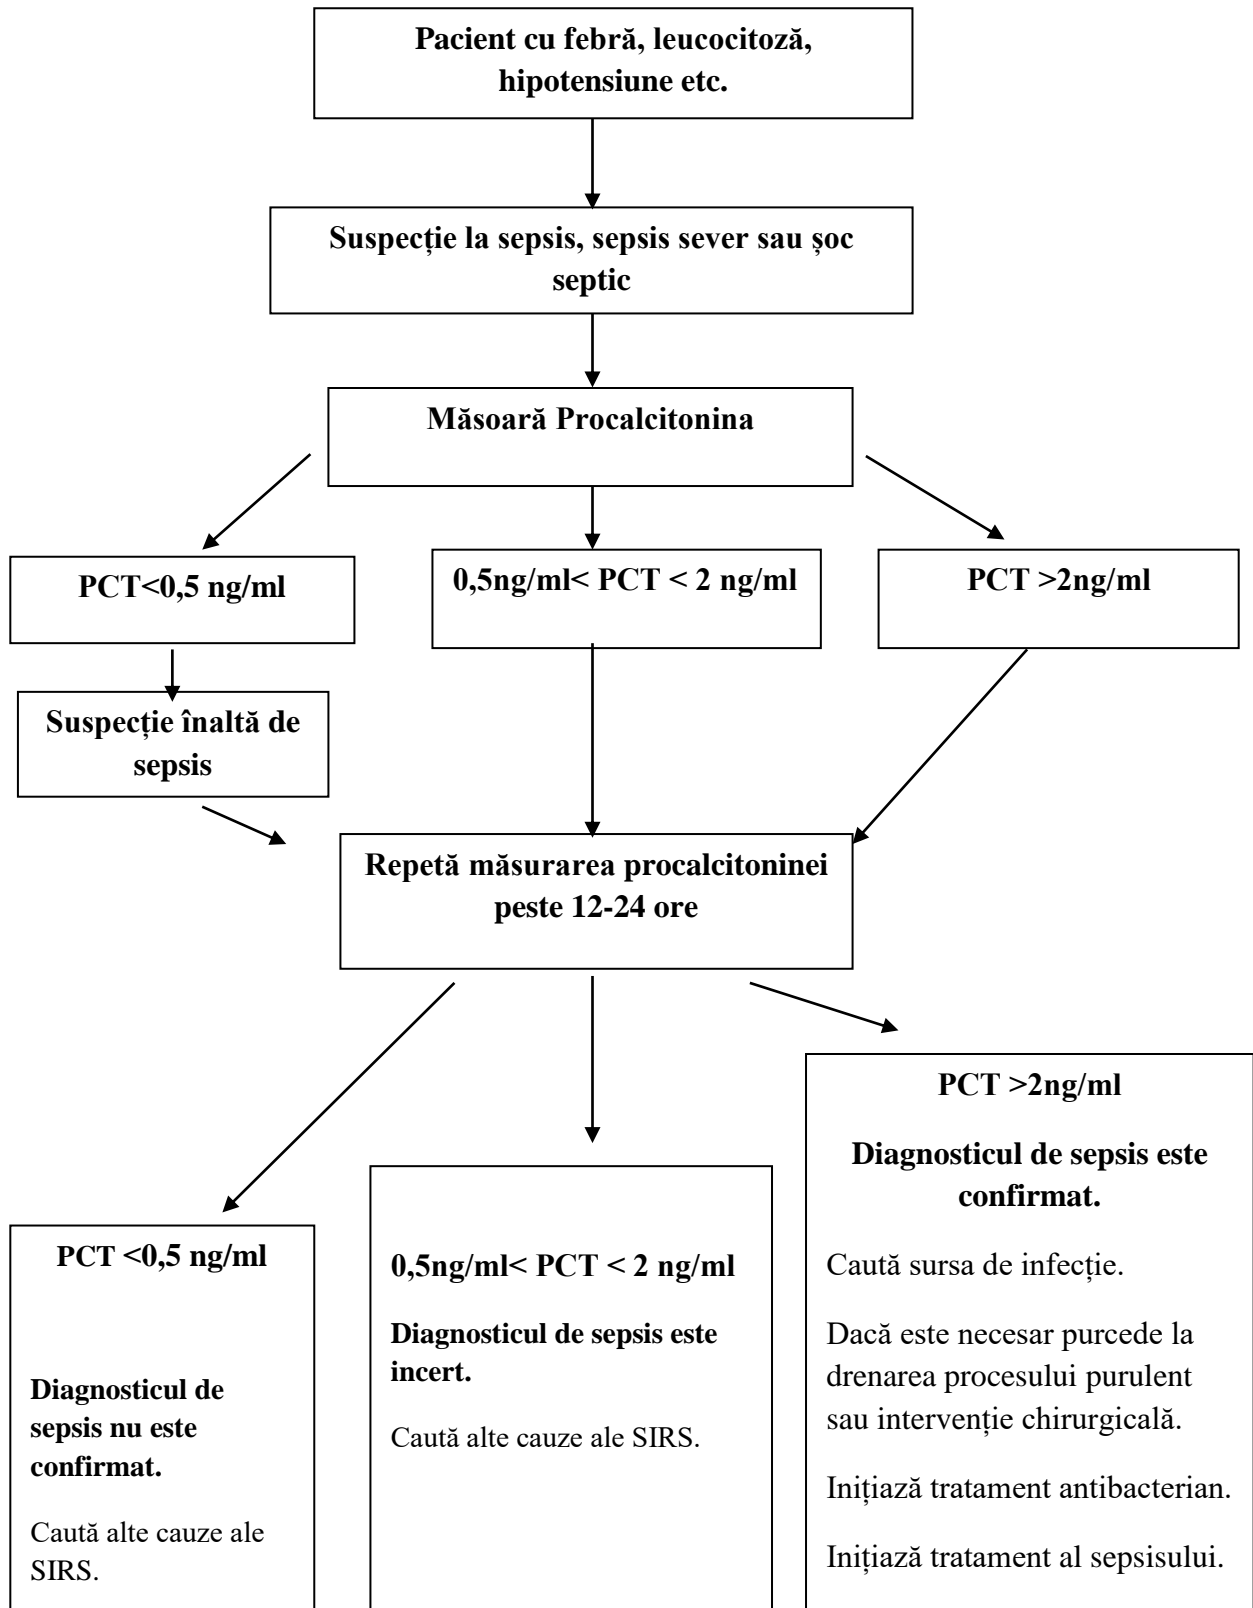 Pacient cu febră, leucocitoză,
hipotensiune etc.
Suspecție la sepsis, sepsis sever sau șoc
septic
Măsoară Procalcitonina
PCT<0,5 ng/ml
0,5ng/ml< PCT < 2 ng/ml
PCT >2ng/ml
Suspecție înaltă de
sepsis
Repetă măsurarea procalcitoninei
peste 12-24 ore
PCT <0,5 ng/ml
Diagnosticul de
sepsis nu este
confirmat.
Caută alte cauze ale
SIRS.
0,5ng/ml< PCT < 2 ng/ml
Diagnosticul de sepsis este
incert.
Caută alte cauze ale SIRS.
PCT >2ng/ml
Diagnosticul de sepsis este
confirmat.
Caută sursa de infecție.
Dacă este necesar purcede la
drenarea procesului purulent
sau intervenție chirurgicală.
Inițiază tratament antibacterian.
Inițiază tratament al sepsisului.